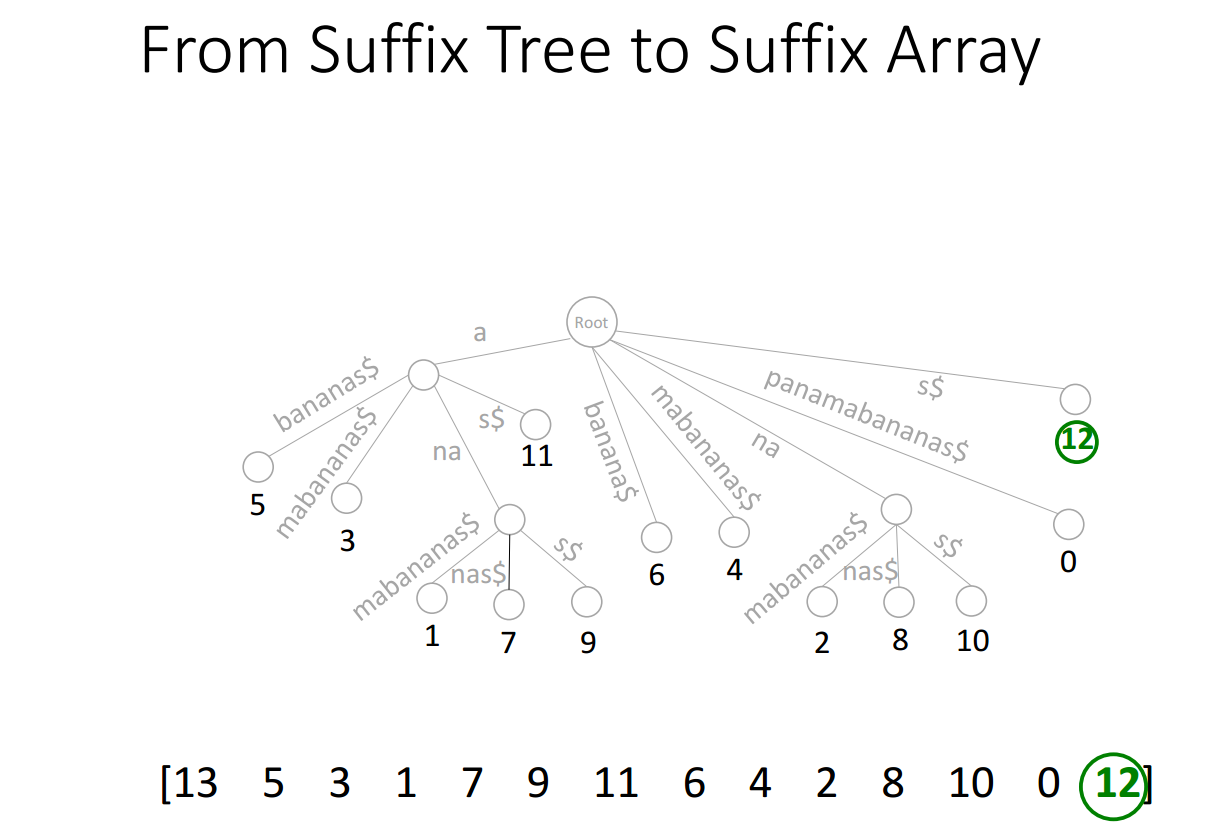 From Suffix Tree to Suffix Array
Root
a
s$
bananas$
panamabananas$
mabananas$
mabananas$
s$
banana$
na
na
11
12
5
3
mabananas$
nas$
s$
6
4
mabananas$
nas$
s$
0
1
7
9
2
8
10
[13 5 3 1 7 9 11 6 4 2 8 10 0 12]